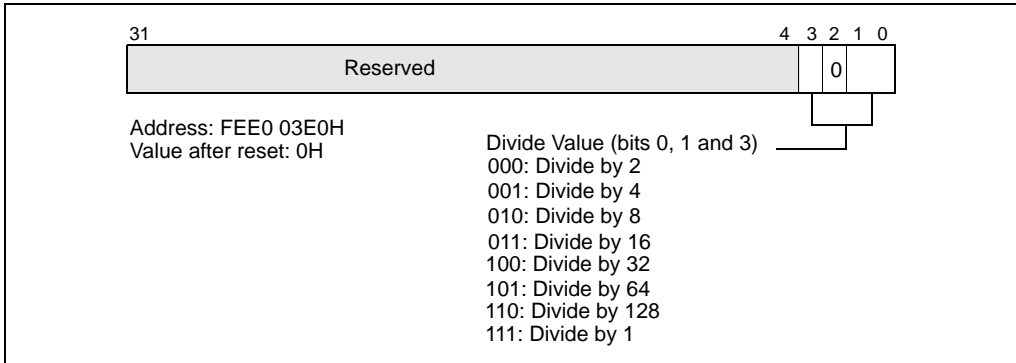 31 4 3 2 1 0
Reserved 0
Address: FEE0 03E0H
Value after reset: 0H
Divide Value (bits 0, 1 and 3)
000: Divide by 2
001: Divide by 4
010: Divide by 8
011: Divide by 16
100: Divide by 32
101: Divide by 64
110: Divide by 128
111: Divide by 1